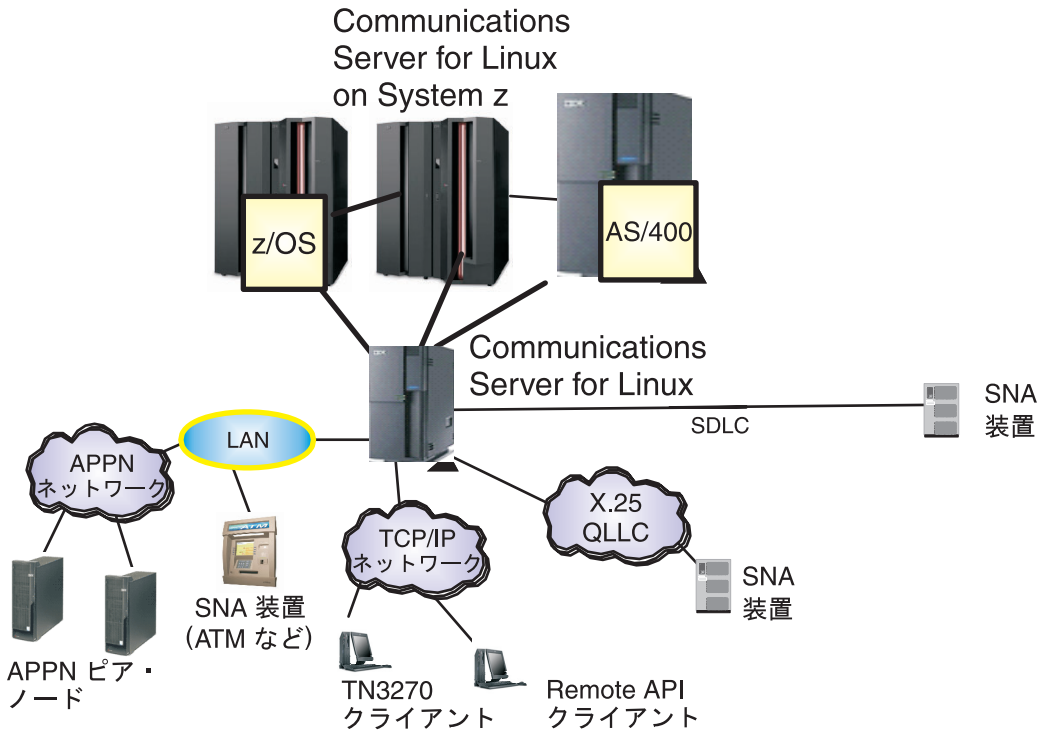 Communications
Server for Linux
on System z
z/OS
AS/400
Communications
Server for Linux
SDLC
SNA
装置
LAN
APPN
ネットワーク
X.25
QLLC
TCP/IP
ネットワーク
ATM
SNA
装置
SNA 装置
(ATM など)
APPN ピア・
ノード
TN3270
クライアント
Remote API
クライアント